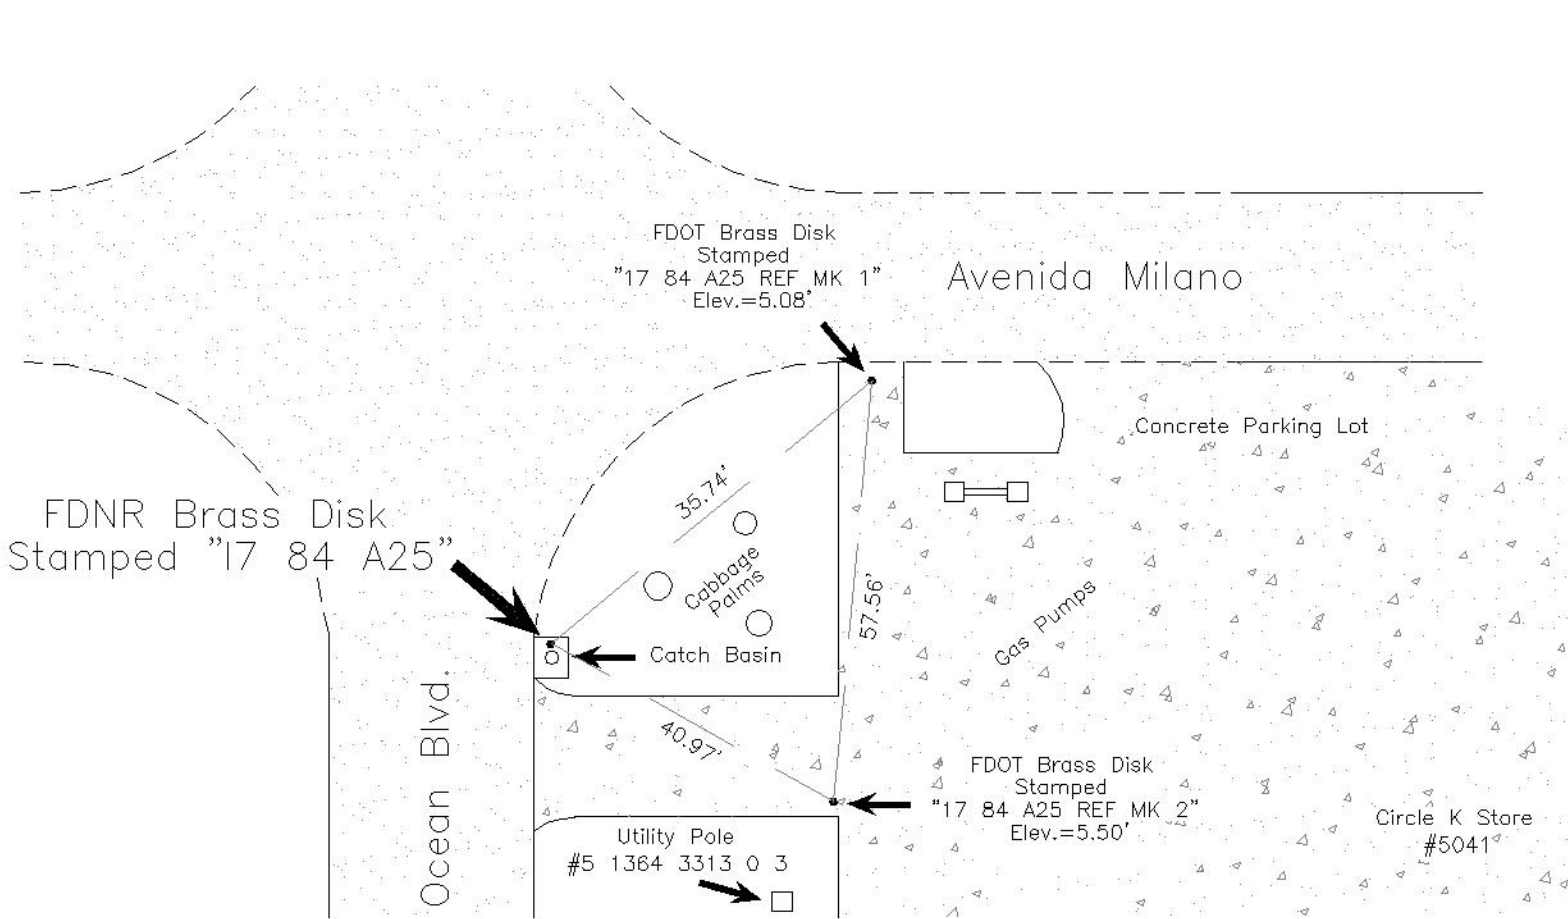 FDOT Brass Disk
Stamped
"17 84 A25 REF MK 1"
Elev.=5.08'
Avenida Milano
Concrete Parking Lot
35.74'
FDNR Brass Disk
Stamped "17 84 A25"
Cabbage
Palms
57.56'
Gas Pumps
Catch Basin
Ocean Blvd.
40.97'
FDOT Brass Disk
Stamped
"17 84 A25 REF MK 2"
Elev.=5.50'
Circle K Store
#5041
Utility Pole
#5 1364 3313 0 3